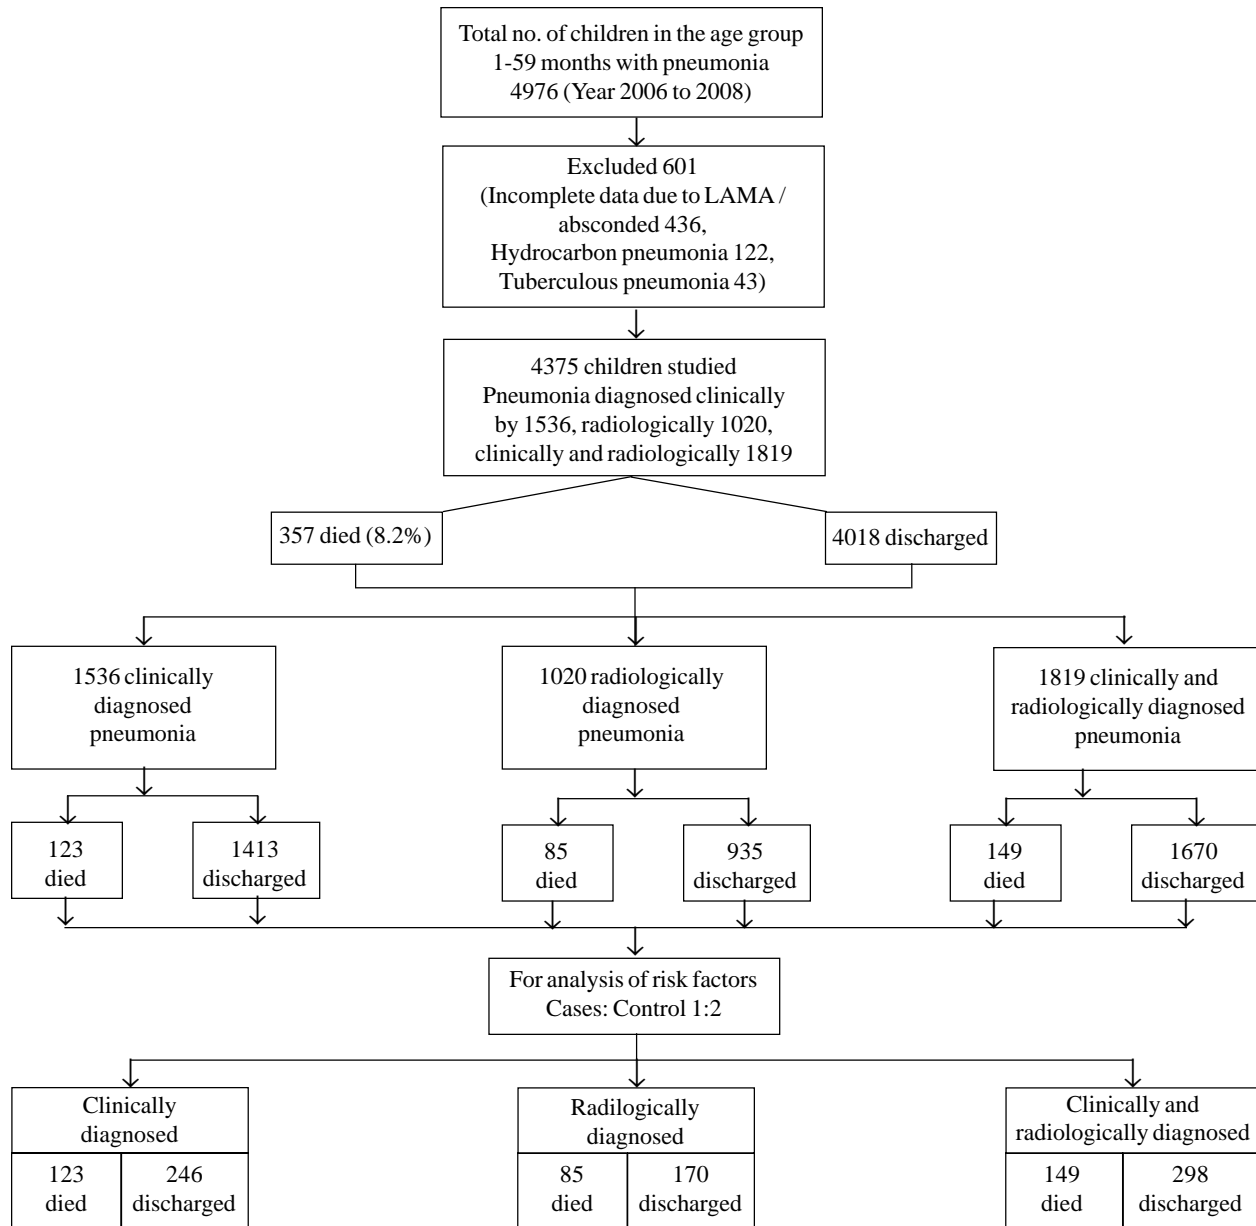 Total no. of children in the age group
1-59 months with pneumonia
4976 (Year 2006 to 2008)
Excluded 601
(Incomplete data due to LAMA /
absconded 436,
Hydrocarbon pneumonia 122,
Tuberculous pneumonia 43)
4375 children studied
Pneumonia diagnosed clinically
by 1536, radiologically 1020,
clinically and radiologically 1819
357 died (8.2%)
4018 discharged
1536 clinically
diagnosed
pneumonia
1020 radiologically
diagnosed
pneumonia
1819 clinically and
radiologically diagnosed
pneumonia
123
died
1413
discharged
85
died
935
discharged
149
died
1670
discharged
For analysis of risk factors
Cases: Control 1:2
Clinically
diagnosed
123
died
246
discharged
Radilogically
diagnosed
85
died
170
discharged
Clinically and
radiologically diagnosed
149
died
298
discharged